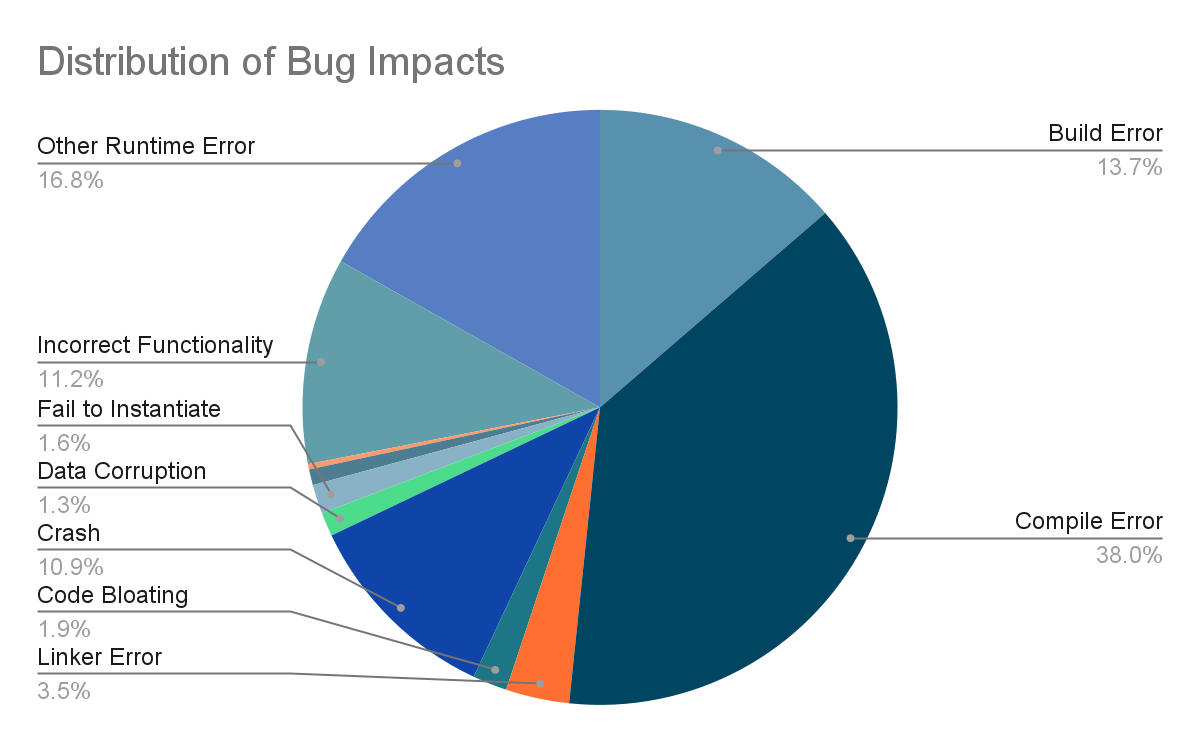 Distribution of Bug Impacts
Other Runtime Error
16.8%
Build Error
13.7%
Incorrect Functionality
11.2%
Fail to Instantiate
1.6%
Data Corruption
1.3%
Crash
10.9%
Code Bloating
1.9%
Linker Error
3.5%
Compile Error
38.0%